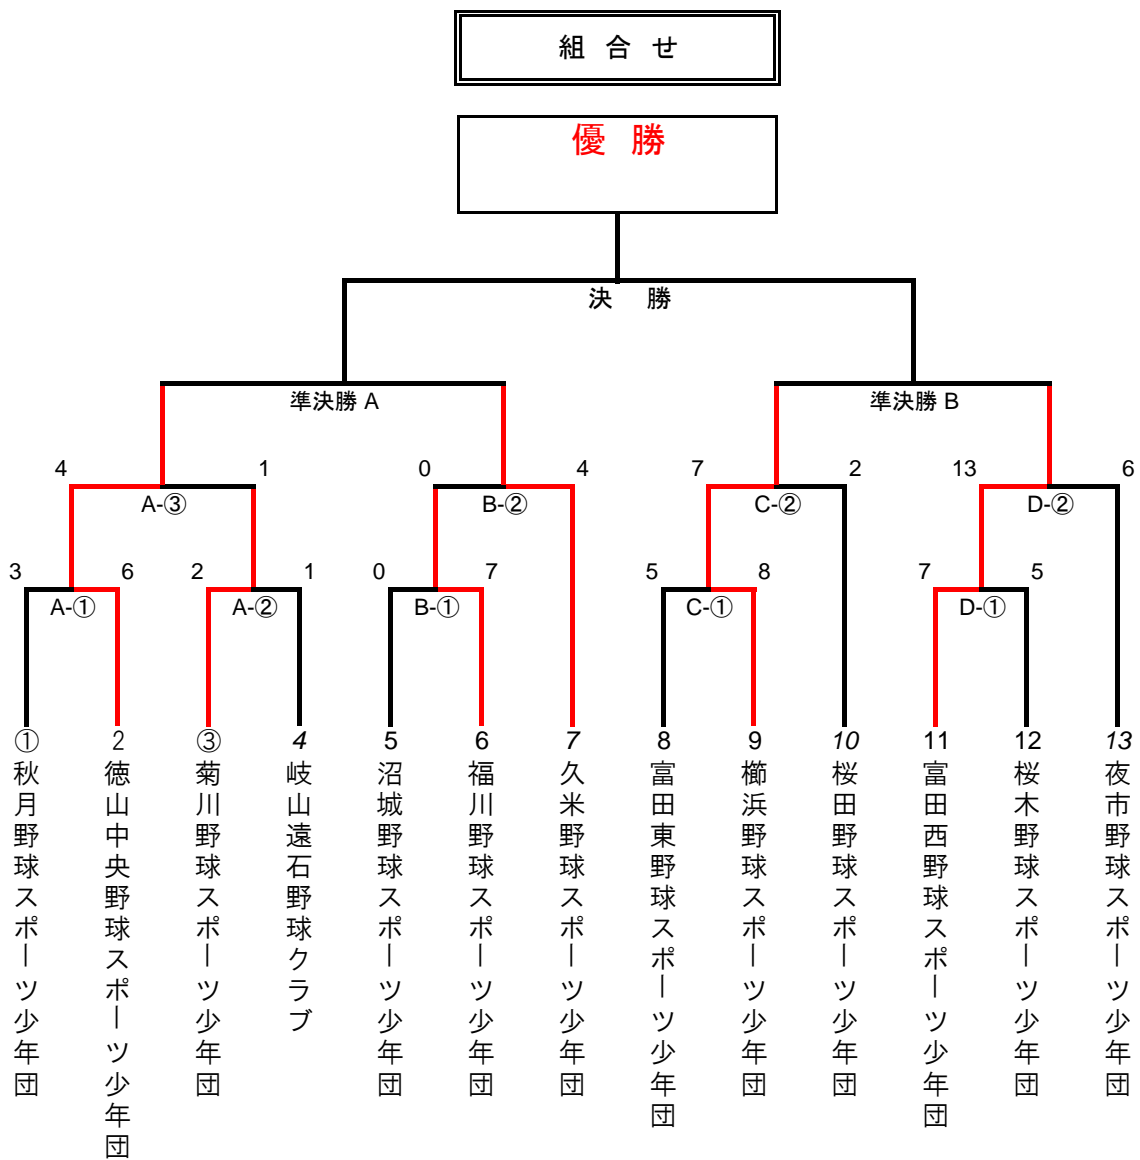 組 合 せ
優 勝
決 勝
準決勝 A
準決勝 B
4 1 0 4 7 2 13 6
A-③ B-② C-② D-②
3 6 2 1 0 7 5 8 7 5
A-① A-② B-① C-① D-①
① 2 ③ 4 5 6 7 8 9 10 11 12 13
秋月野球スポーツ少年団
徳山中央野球スポーツ少年団
菊川野球スポーツ少年団
岐山遠石野球クラブ
沼城野球スポーツ少年団
福川野球スポーツ少年団
久米野球スポーツ少年団
富田東野球スポーツ少年団
櫛浜野球スポーツ少年団
桜田野球スポーツ少年団
富田西野球スポーツ少年団
桜木野球スポーツ少年団
夜市野球スポーツ少年団